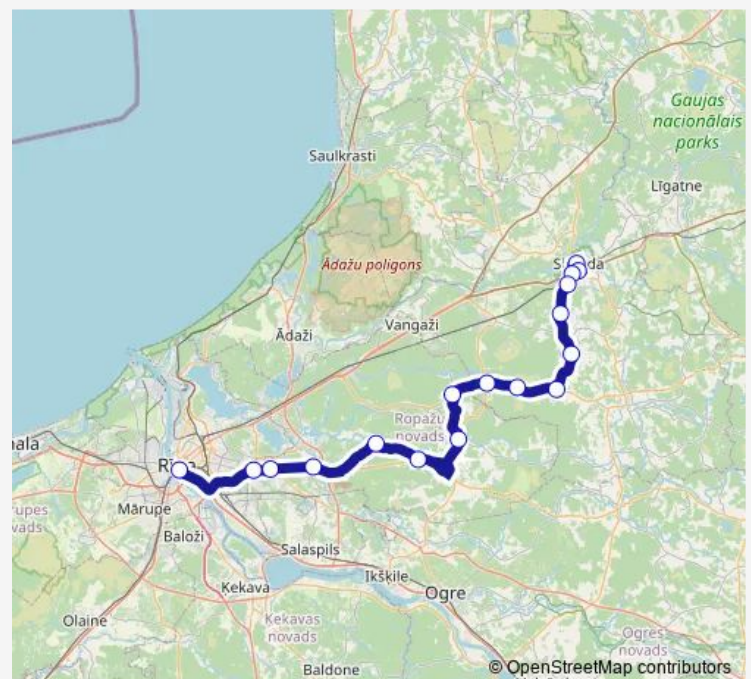 Gaujas
nacionālais
parks
Saulkrasti
Līgatne
Ādažu poligons
Ādaži
Vangaži
Ropažu
novads
Mārupe
Baloži
Salaspils
Ikšķile
Ķekava
Ogre
Olaine
Ķekavas
novads
Ogres
novads
Baldone
© OpenStreetMap contributors